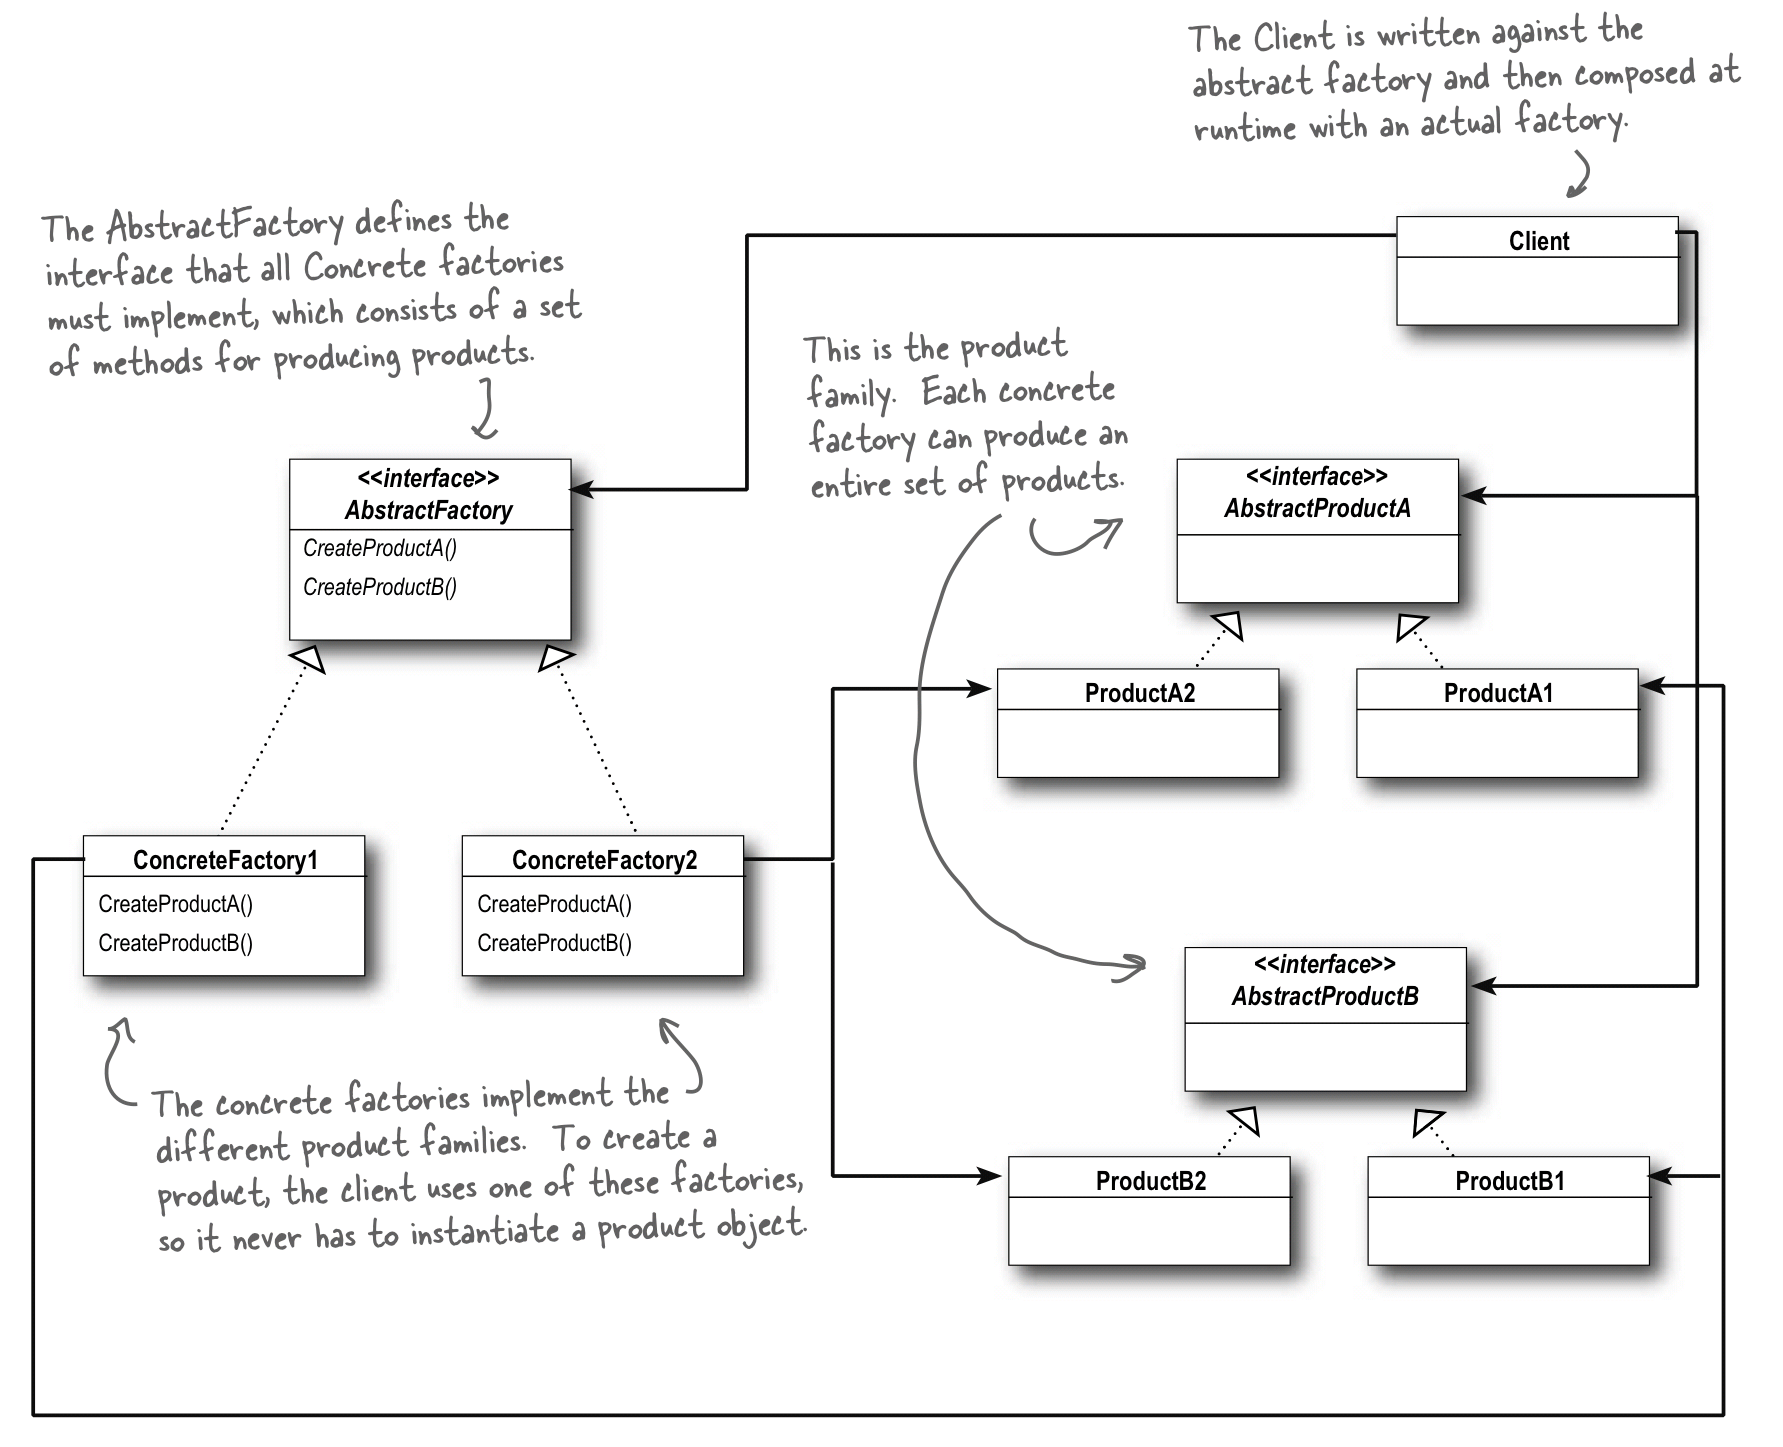 The Client is written against the
abstract factory and then composed at
runtime with an actual factory.
The AbstractFactory defines the
interface that all Concrete factories
must implement, which consists of a set
of methods for producing products.
Client
This is the product
family. Each concrete
factory can produce an
entire set of products.
<<interface>>
AbstractFactory
CreateProductA()
CreateProductB()
<<interface>>
AbstractProductA
ProductA2
ProductA1
ConcreteFactory1
CreateProductA()
CreateProductB()
ConcreteFactory2
CreateProductA()
CreateProductB()
<<interface>>
AbstractProductB
ProductB2
ProductB1
The concrete factories implement the
different product families. To create a
product, the client uses one of these factories,
so it never has to instantiate a product object.